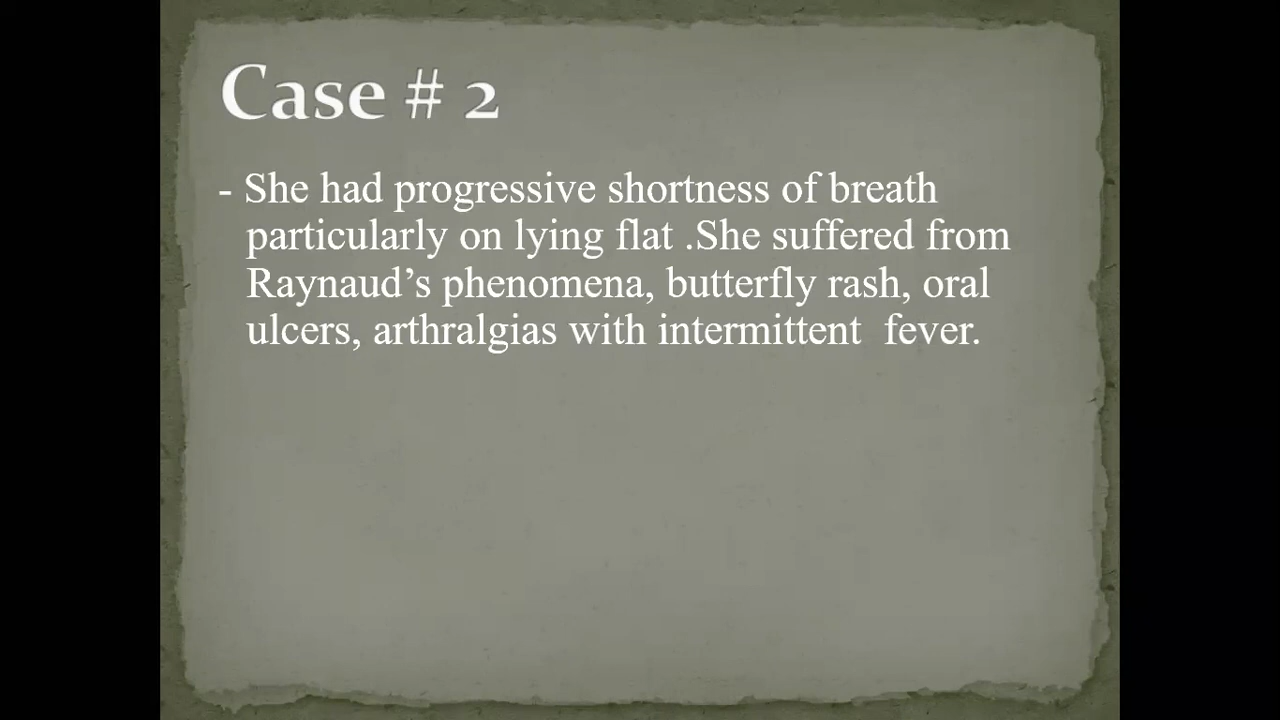 Case # 2
- She had progressive shortness of breath
particularly on lying flat .She suffered from
Raynaud’s phenomena, butterfly rash, oral
ulcers, arthralgias with intermittent  fever.